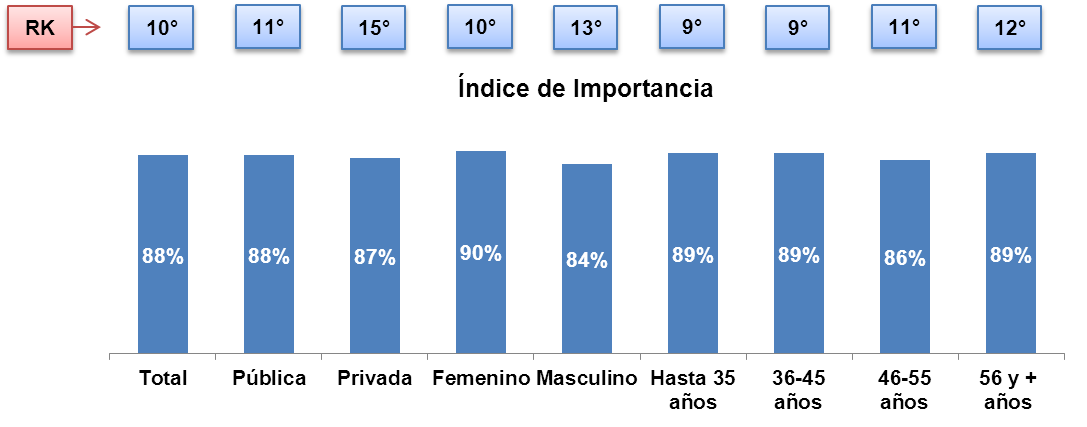 RK 10° 11° 15° 10° 13° 9° 9° 11° 12°
Índice de Importancia
88% 88% 87% 90% 84% 89% 89% 86% 89%
Total Pública Privada Femenino Masculino Hasta 35 36-45 46-55 56 y +
años años años años